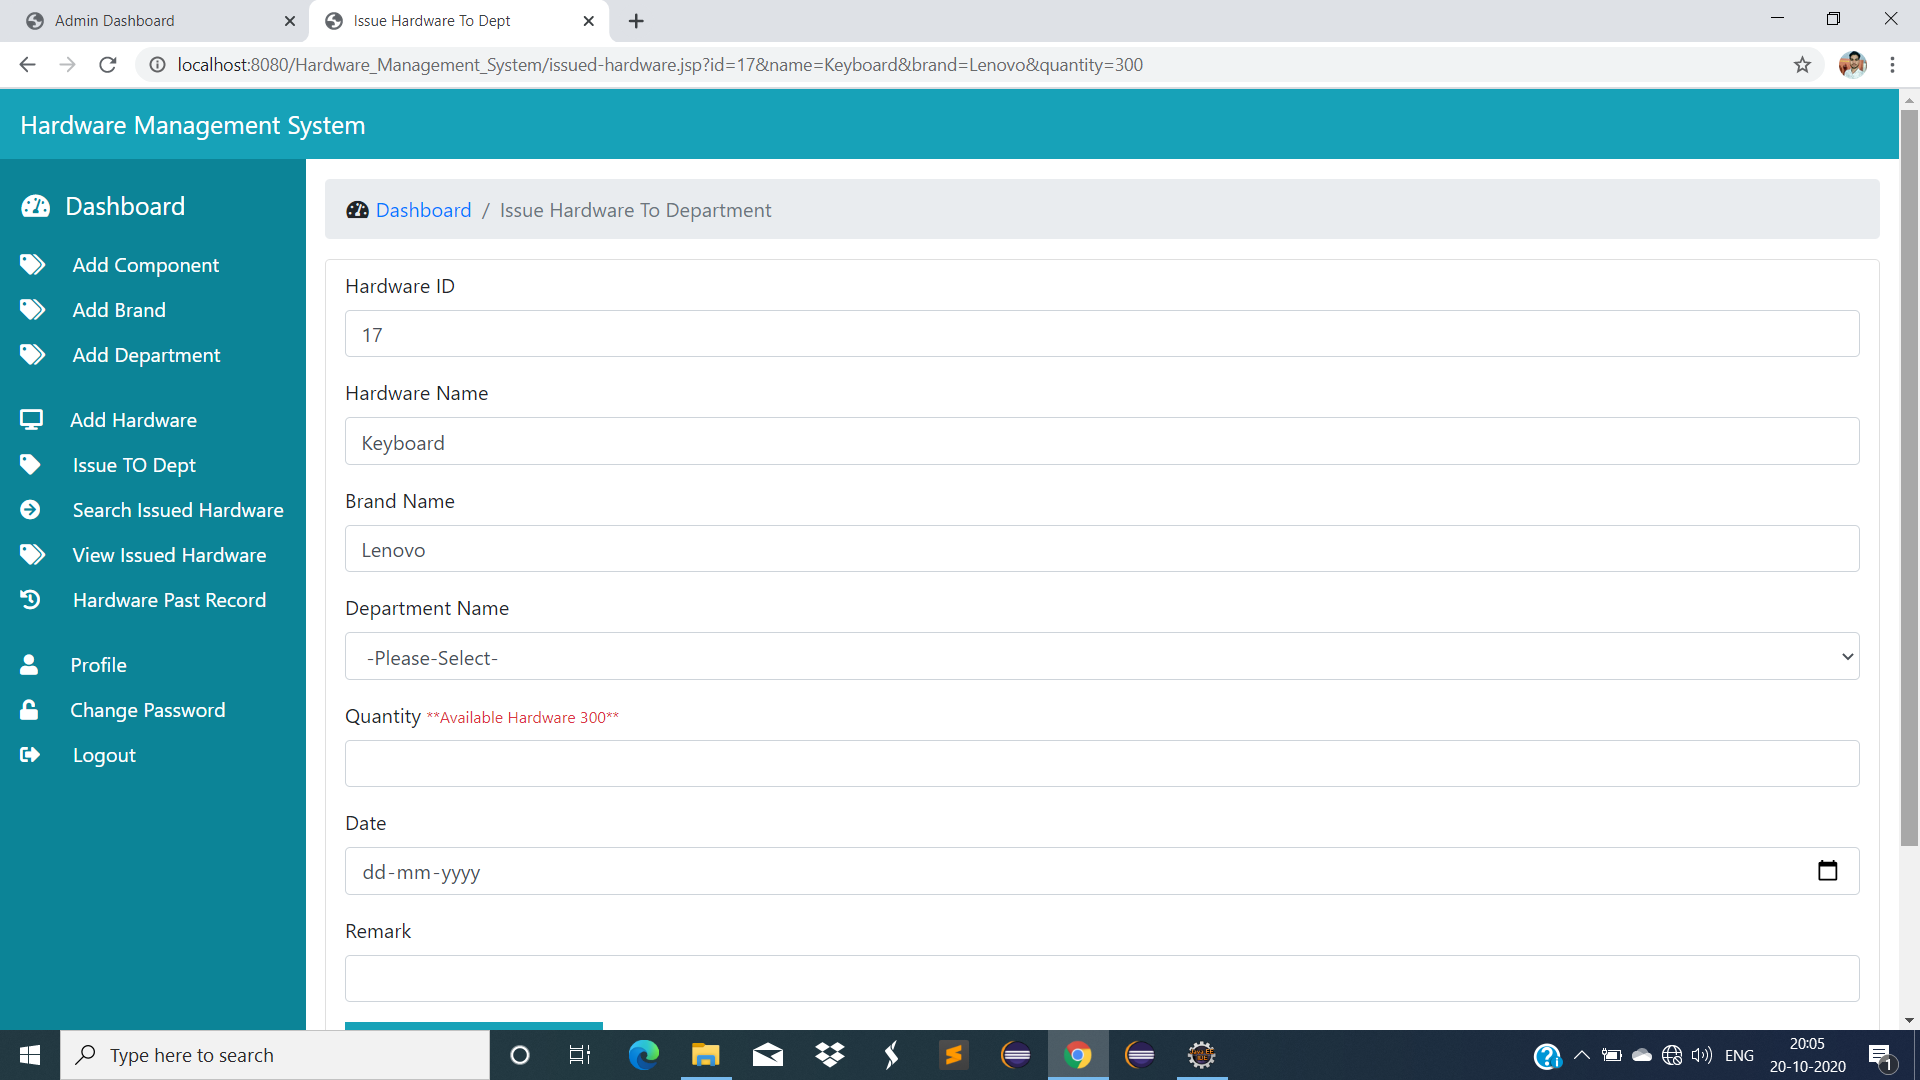 Admin Dashboard
Issue Hardware To Dept
localhost:8080/Hardware_Management_System/issued-hardware.jsp?id=17&name=Keyboard&brand=Lenovo&quantity=300
Hardware Management System
Dashboard
Add Component
Add Brand
Add Department
Add Hardware
Issue TO Dept
Search Issued Hardware
View Issued Hardware
Hardware Past Record
Profile
Change Password
Logout
Dashboard / Issue Hardware To Department
Hardware ID
17
Hardware Name
Keyboard
Brand Name
Lenovo
Department Name
-Please-Select-
Quantity **Available Hardware 300**
Date
dd-mm-yyyy
Remark
Type here to search
ENG
20:05
20-10-2020
1